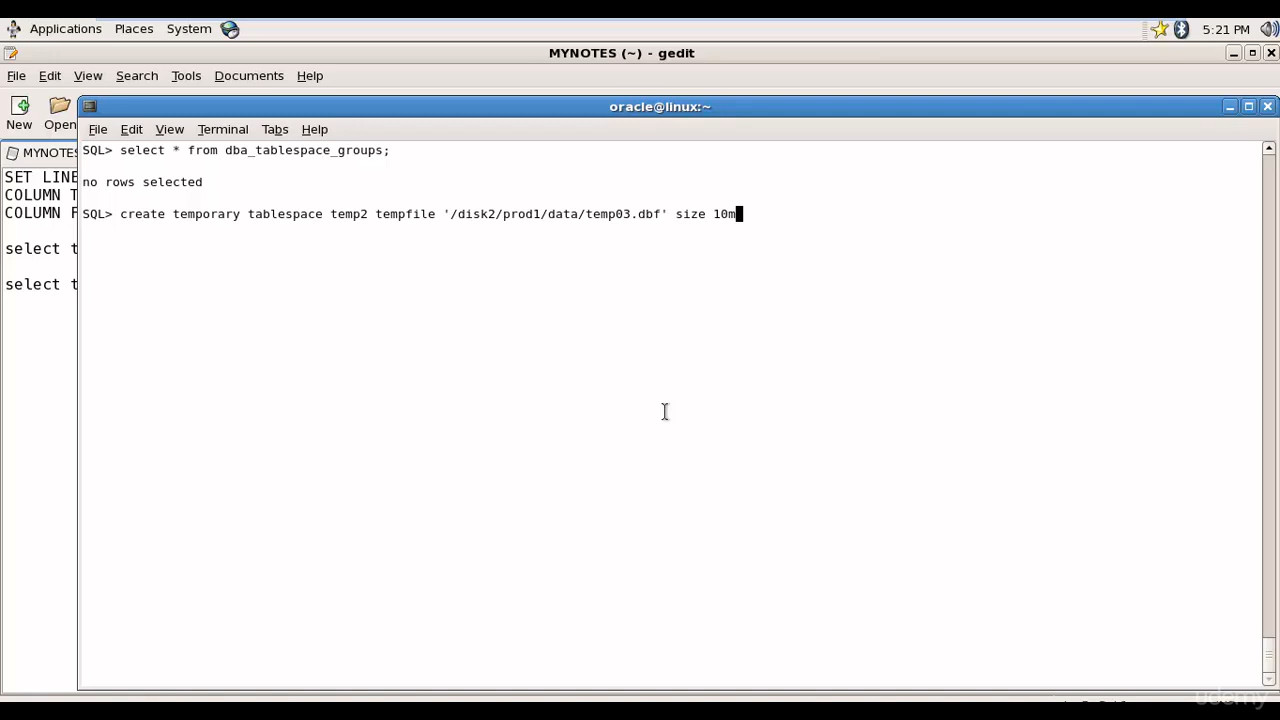 Applications Places System 5:21 PM
MYNOTES (~) - gedit
File Edit View Search Tools Documents Help
New Open
oracle@linux:~
File Edit View Terminal Tabs Help
MYNOTES
SET LINE
COLUMN T
COLUMN F
select t
select t
SQL> select * from dba_tablespace_groups;
no rows selected
SQL> create temporary tablespace temp2 tempfile '/disk2/prod1/data/temp03.dbf' size 10m
udemy